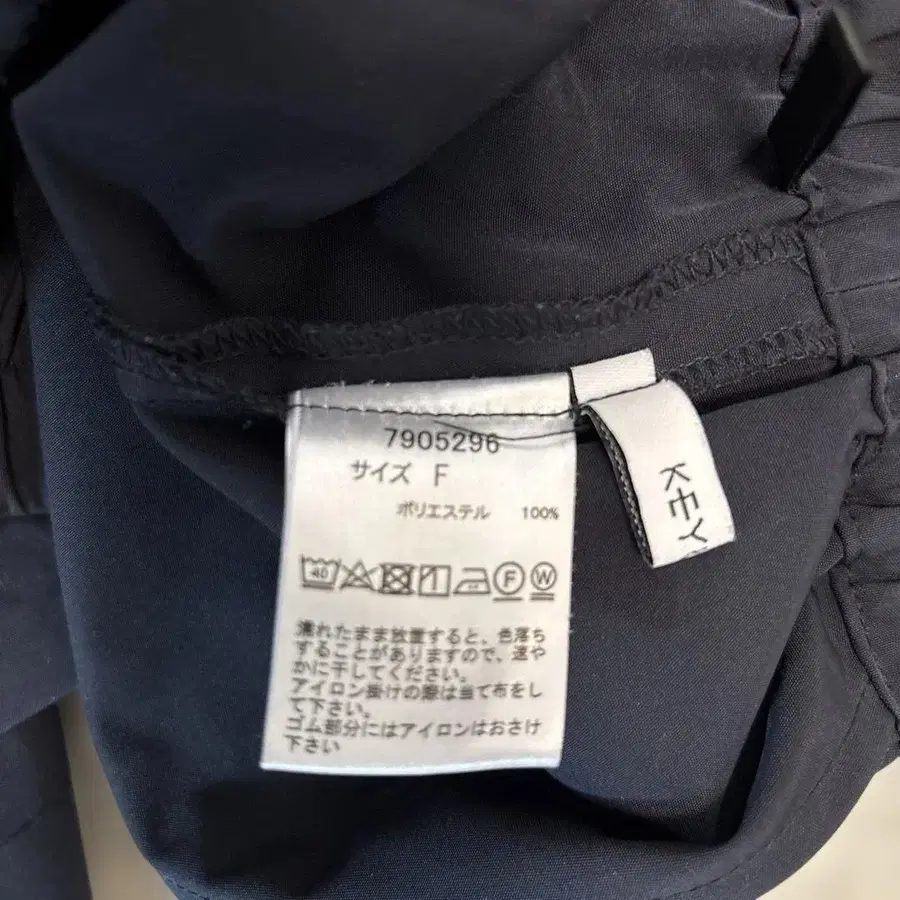 7905296
サイズ F
ポリエステル 100%
40
F
W
濡れたまま放置すると、色落ち
することがありますので、速や
かに干してください。
アイロン掛けの際は当て布をし
て下さい。
ゴム部分にはアイロンはおさけ
下さい